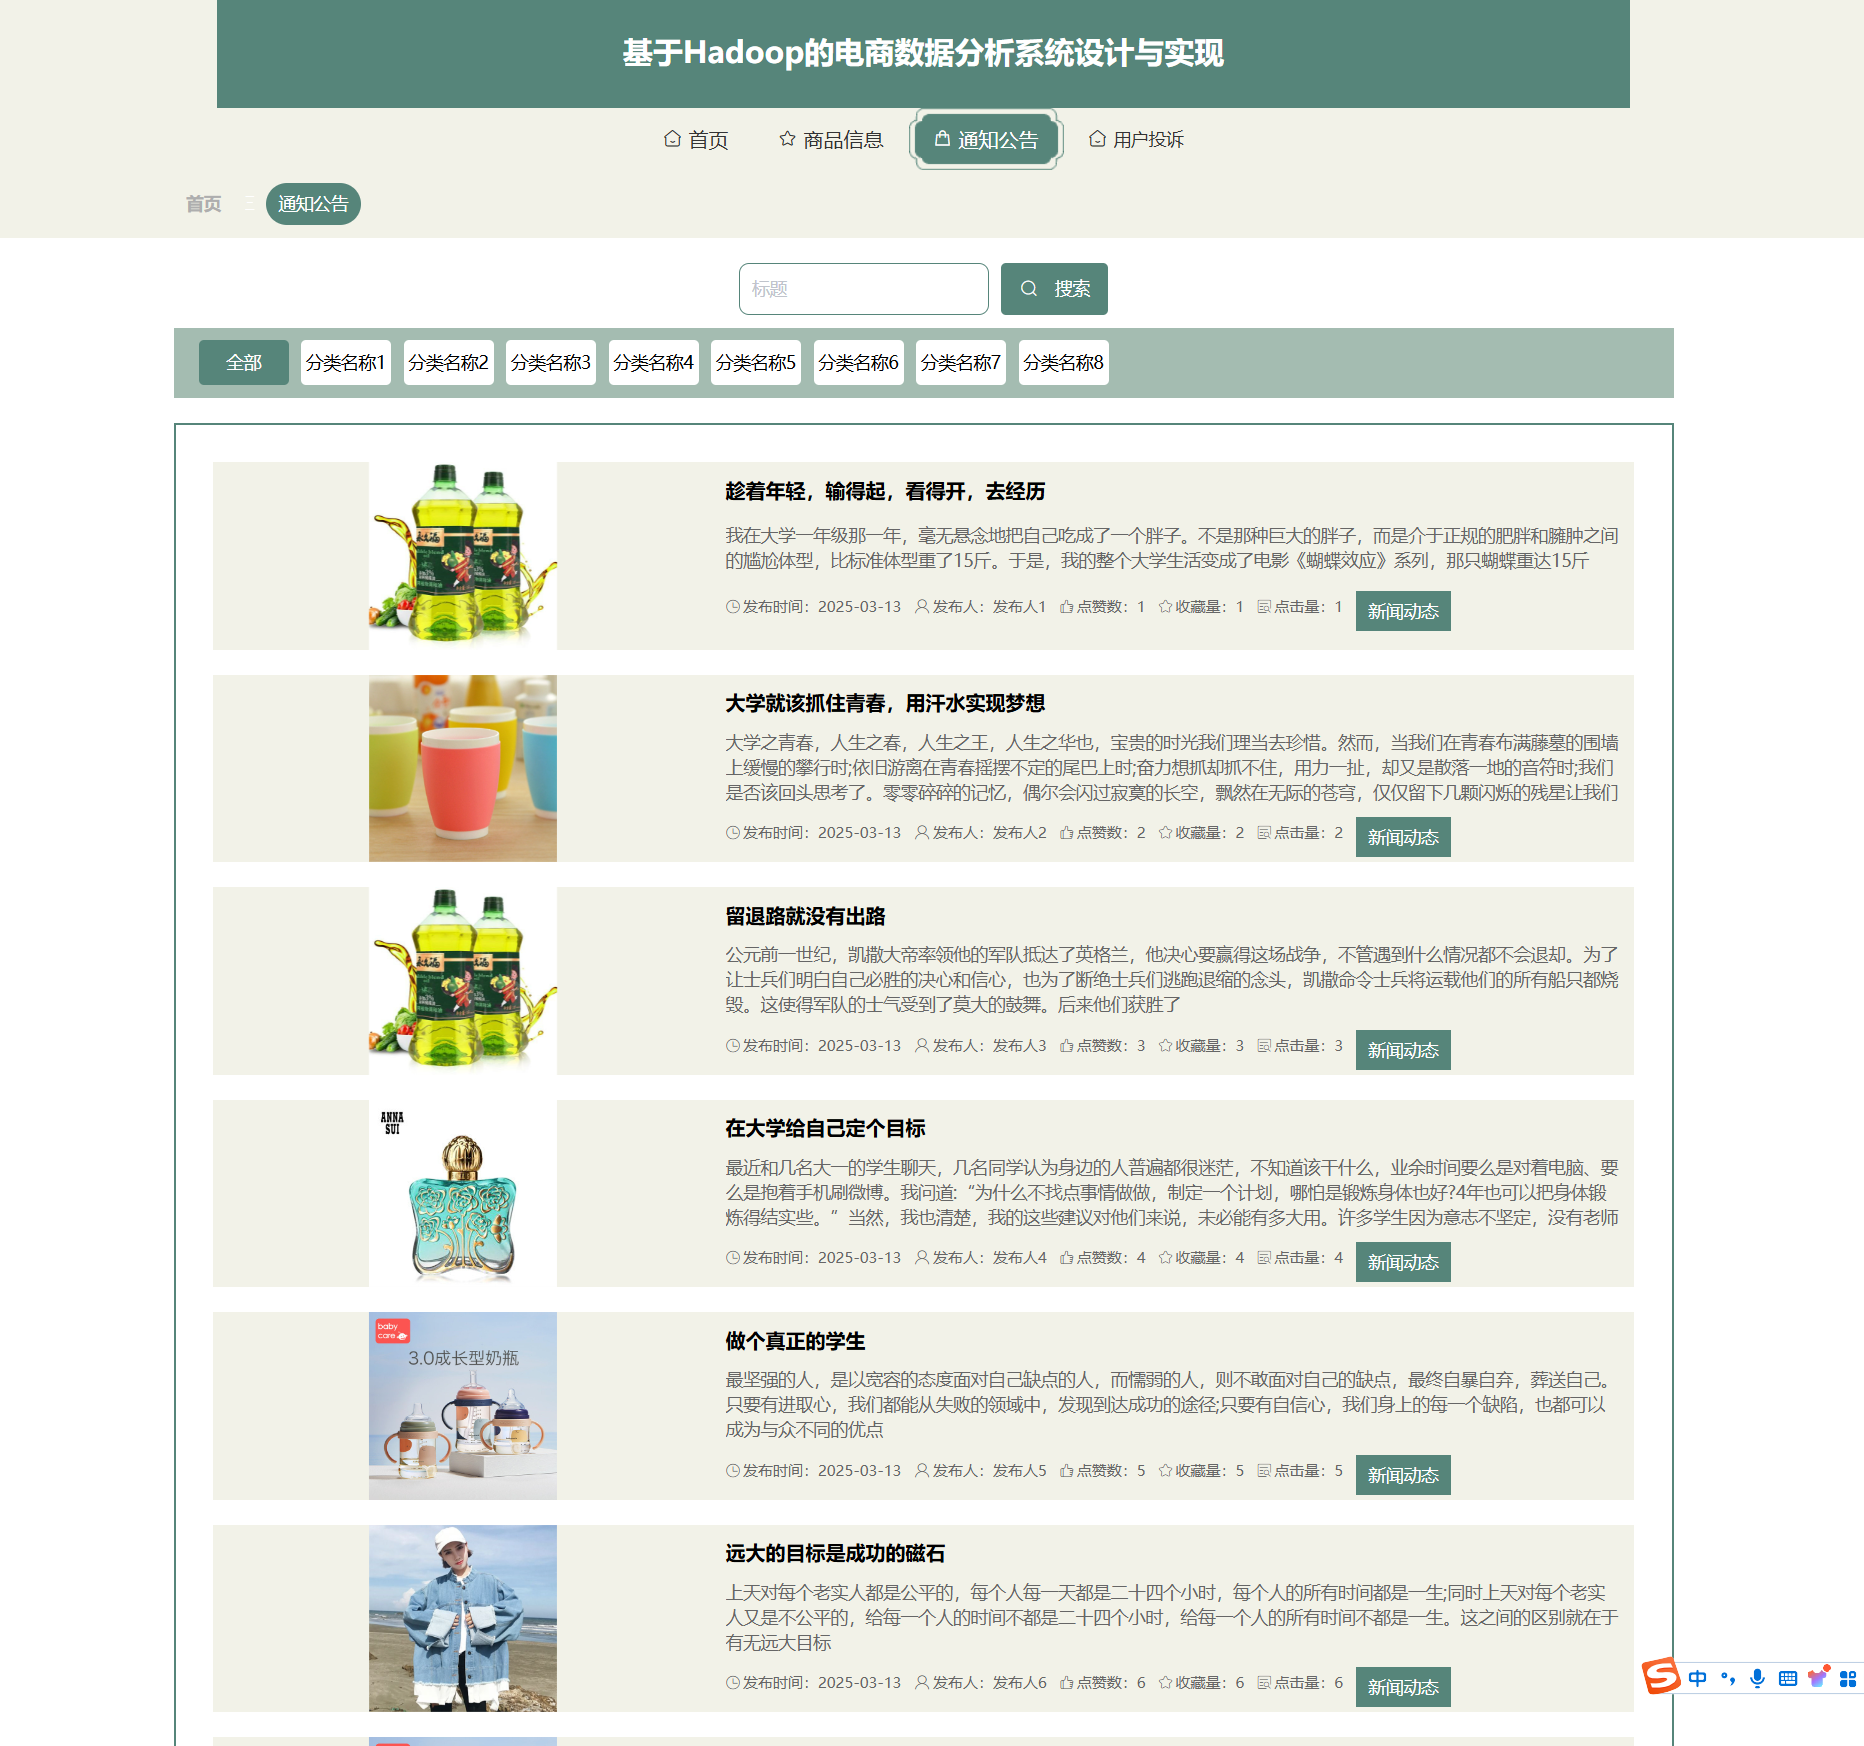 基于Hadoop的电商数据分析系统设计与实现
首页 商品信息 通知公告 用户投诉
首页 通知公告
标题 搜索
全部 分类名称1 分类名称2 分类名称3 分类名称4 分类名称5 分类名称6 分类名称7 分类名称8
趁着年轻，输得起，看得开，去经历
我在大学一年级那一年，毫无悬念地把自己吃成了一个胖子。不是那种巨大的胖子，而是介于正规的肥胖和臃肿之间
的尴尬体型，比标准体型重了15斤。于是，我的整个大学生活变成了电影《蝴蝶效应》系列，那只蝴蝶重达15斤
发布时间：2025-03-13 发布人：发布人1 点赞数：1 收藏量：1 点击量：1 新闻动态
大学就该抓住青春，用汗水实现梦想
大学之青春，人生之春，人生之王，人生之华也，宝贵的时光我们理当去珍惜。然而，当我们在青春布满藤蔓的围墙
上缓慢的攀行时;依旧游离在青春摇摆不定的尾巴上时;奋力想抓却抓不住，用力一扯，却又是散落一地的音符时;我们
是否该回头思考了。零零碎碎的记忆，偶尔会闪过寂寞的长空，飘然在无际的苍穹，仅仅留下几颗闪烁的残星让我们
发布时间：2025-03-13 发布人：发布人2 点赞数：2 收藏量：2 点击量：2 新闻动态
留退路就没有出路
公元前一世纪，凯撒大帝率领他的军队抵达了英格兰，他决心要赢得这场战争，不管遇到什么情况都不会退却。为了
让士兵们明白自己必胜的决心和信心，也为了断绝士兵们逃跑退缩的念头，凯撒命令士兵将运载他们的所有船只都烧
毁。这使得军队的士气受到了莫大的鼓舞。后来他们获胜了
发布时间：2025-03-13 发布人：发布人3 点赞数：3 收藏量：3 点击量：3 新闻动态
ANNA
SUI
在大学给自己定个目标
最近和几名大一的学生聊天，几名同学认为身边的人普遍都很迷茫，不知道该干什么，业余时间要么是对着电脑、要
么是抱着手机刷微博。我问道:“为什么不找点事情做做，制定一个计划，哪怕是锻炼身体也好?4年也可以把身体锻
炼得结实些。”当然，我也清楚，我的这些建议对他们来说，未必能有多大用。许多学生因为意志不坚定，没有老师
发布时间：2025-03-13 发布人：发布人4 点赞数：4 收藏量：4 点击量：4 新闻动态
baby
care
3.0成长型奶瓶
做个真正的学生
最坚强的人，是以宽容的态度面对自己缺点的人，而懦弱的人，则不敢面对自己的缺点，最终自暴自弃，葬送自己。
只要有进取心，我们都能从失败的领域中，发现到达成功的途径;只要有自信心，我们身上的每一个缺陷，也都可以
成为与众不同的优点
发布时间：2025-03-13 发布人：发布人5 点赞数：5 收藏量：5 点击量：5 新闻动态
远大的目标是成功的磁石
上天对每个老实人都是公平的，每个人每一天都是二十四个小时，每个人的所有时间都是一生;同时上天对每个老实
人又是不公平的，给每一个人的时间不都是二十四个小时，给每一个人的所有时间不都是一生。这之间的区别就在于
有无远大目标
发布时间：2025-03-13 发布人：发布人6 点赞数：6 收藏量：6 点击量：6 新闻动态
中